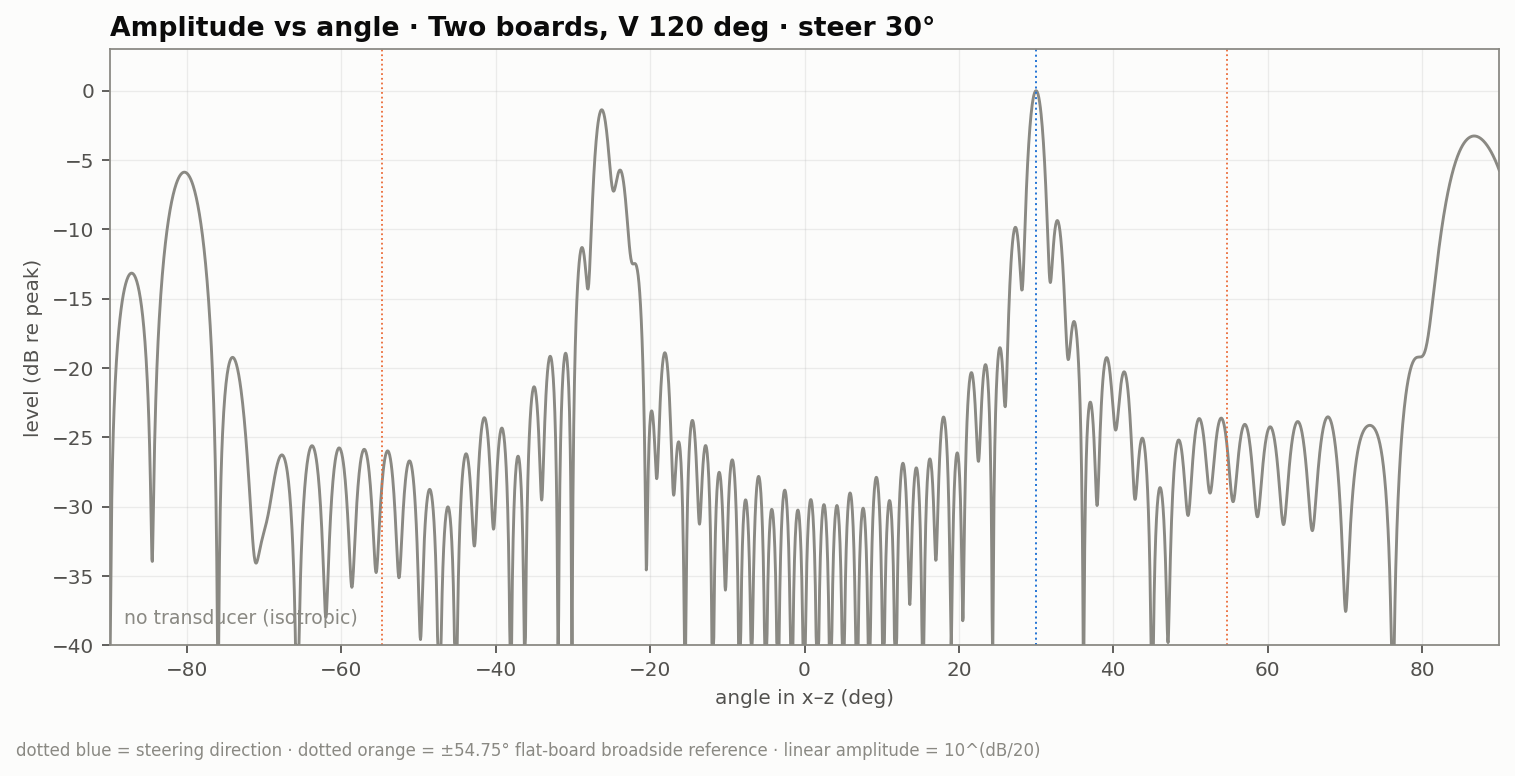 Amplitude vs angle · Two boards, V 120 deg · steer 30°
level (dB re peak)
0
−5
−10
−15
−20
−25
−30
−35
−40
no transducer (isotropic)
−80 −60 −40 −20 0 20 40 60 80
angle in x–z (deg)
dotted blue = steering direction · dotted orange = ±54.75° flat-board broadside reference · linear amplitude = 10^(dB/20)